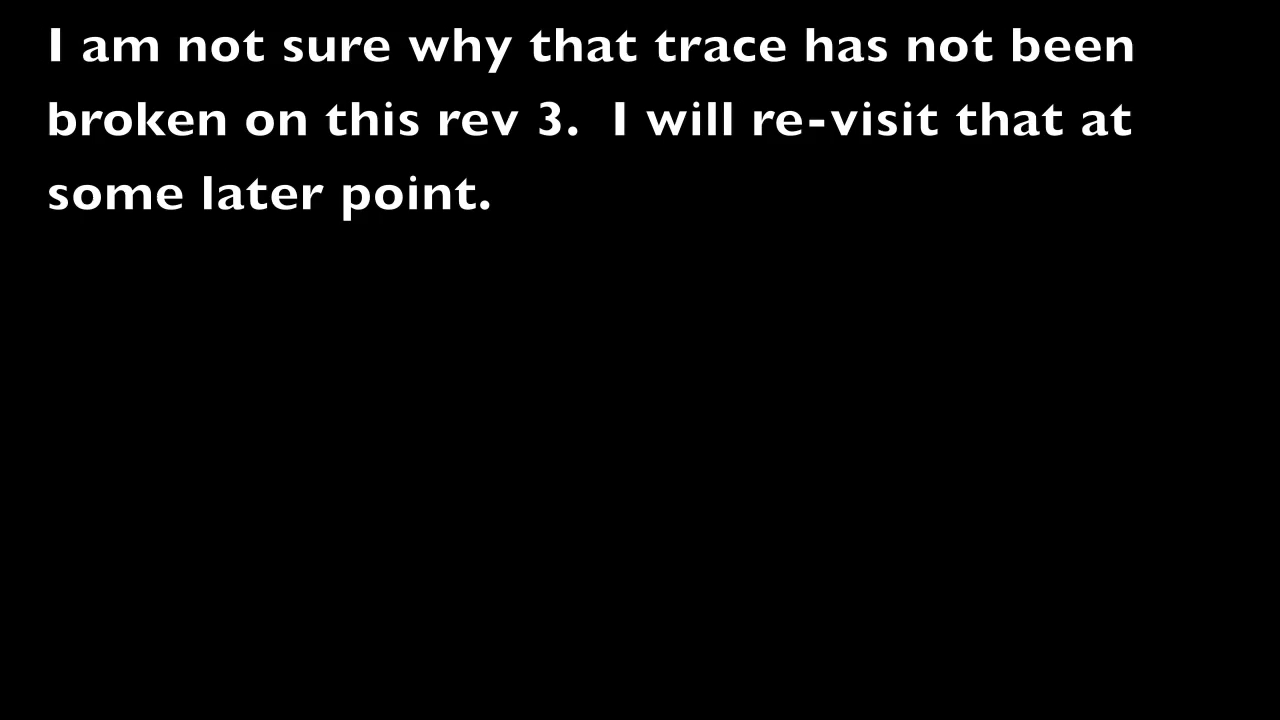 I am not sure why that trace has not been
broken on this rev 3.  I will re-visit that at
some later point.